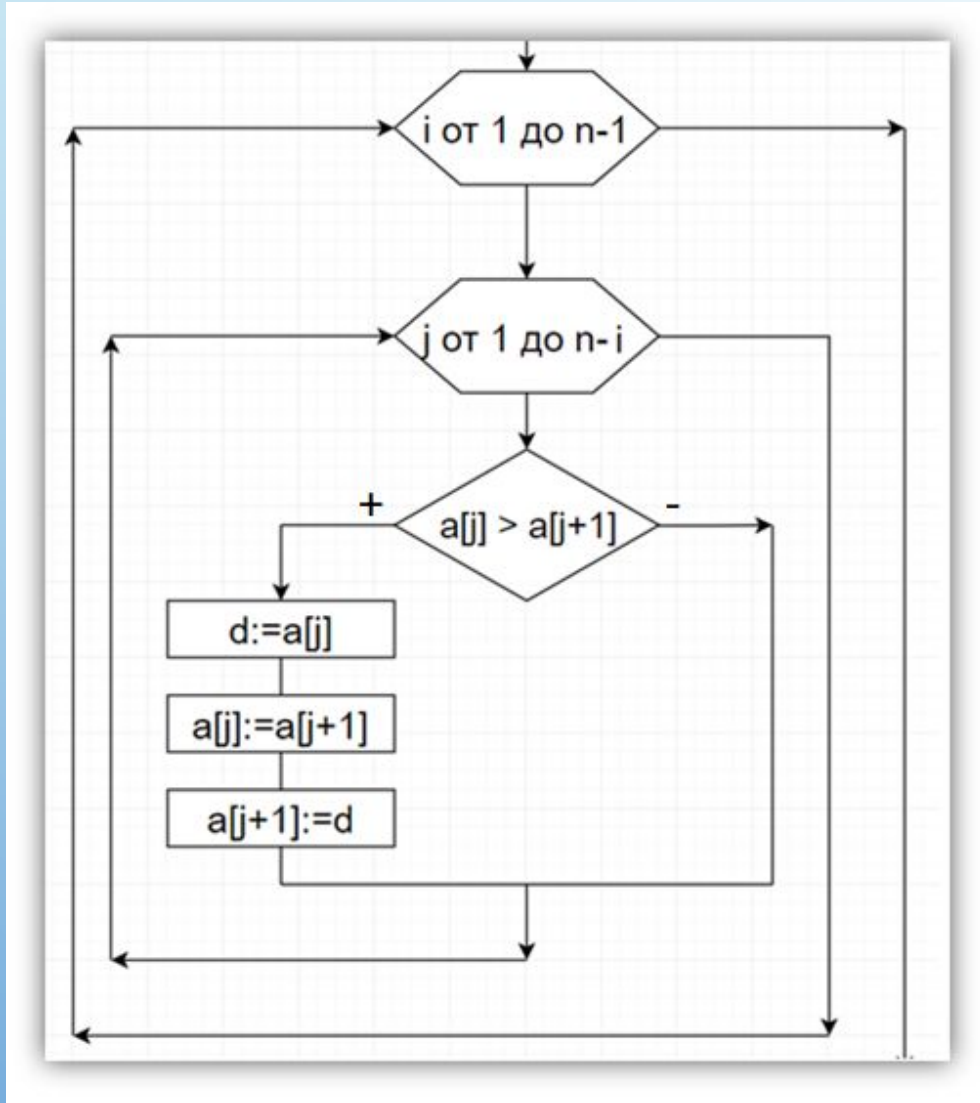 i от 1 до n-1
j от 1 до n-i
a[j] > a[j+1]
+
-
d:=a[j]
a[j]:=a[j+1]
a[j+1]:=d